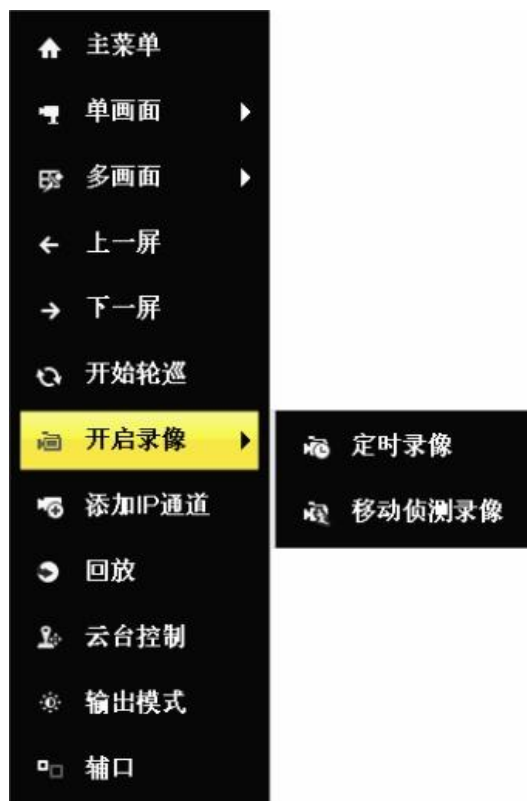 主菜单
单画面
多画面
上一屏
下一屏
开始轮巡
开启录像
定时录像
添加IP通道
移动侦测录像
回放
云台控制
输出模式
辅口